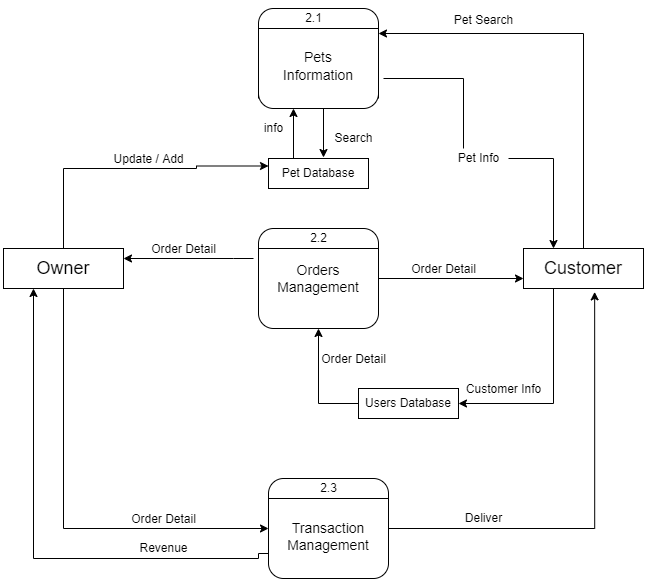 2.1
Pet Search
Pets
Information
info
Search
Update / Add
Pet Info
Pet Database
2.2
Order Detail
Owner
Orders
Management
Order Detail
Customer
Order Detail
Customer Info
Users Database
2.3
Order Detail
Transaction
Management
Deliver
Revenue